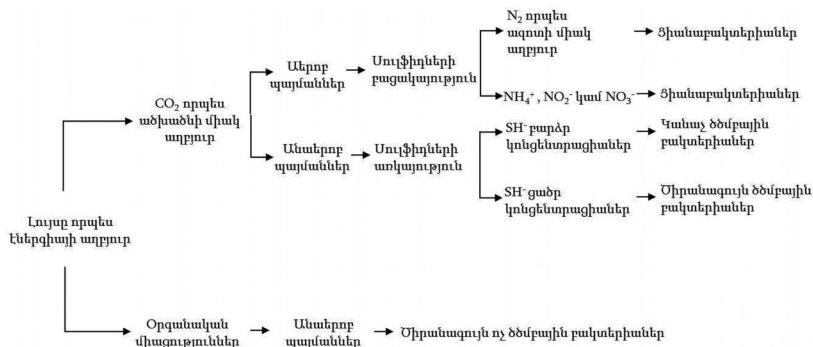 N₂ որպես
ազոտի միակ
աղբյուր
Ցիանաբակտերիաներ
Աերոբ
պայմաններ
Սուլֆիդների
բացակայություն
NH₄⁺ , NO₂⁻ կամ NO₃⁻
Ցիանաբակտերիաներ
CO₂ որպես
ածխածնի միակ
աղբյուր
Անաերոբ
պայմաններ
Սուլֆիդների
առկայություն
SH⁻ բարձր
կոնցենտրացիաներ
Կանաչ ծծմբային
բակտերիաներ
SH⁻ ցածր
կոնցենտրացիաներ
Ծիրանագույն ծծմբային
բակտերիաներ
Լույսը որպես
էներգիայի աղբյուր
Օրգանական
միացություններ
Անաերոբ
պայմաններ
Ծիրանագույն ոչ ծծմբային բակտերիաներ